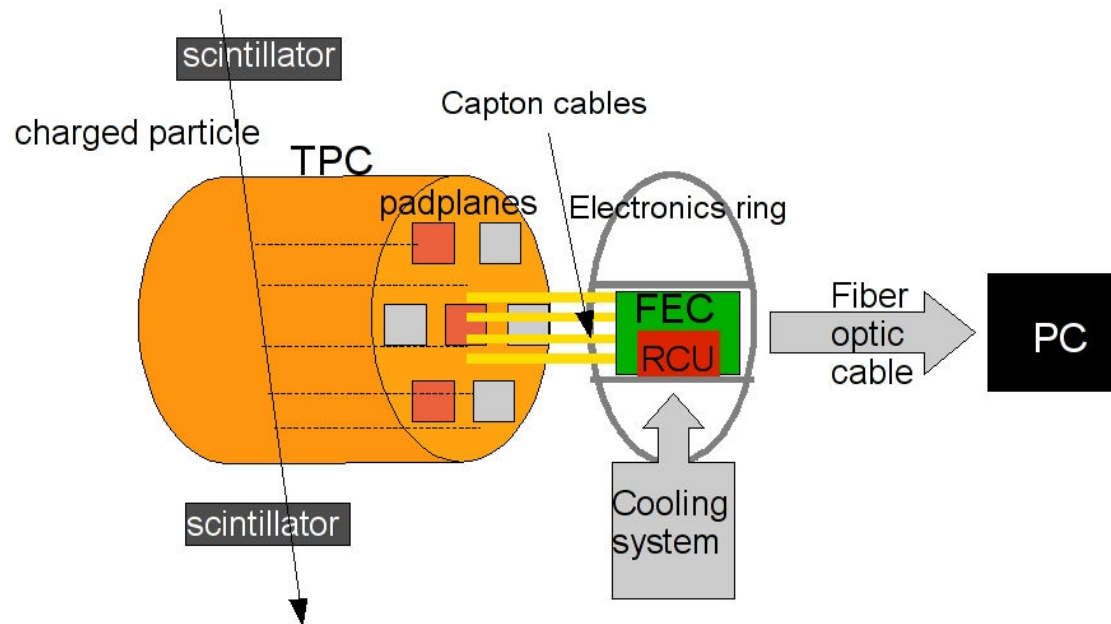 scintillator
Capton cables
charged particle
TPC
padplanes
Electronics ring
FEC
RCU
Fiber
optic
cable
PC
scintillator
Cooling
system